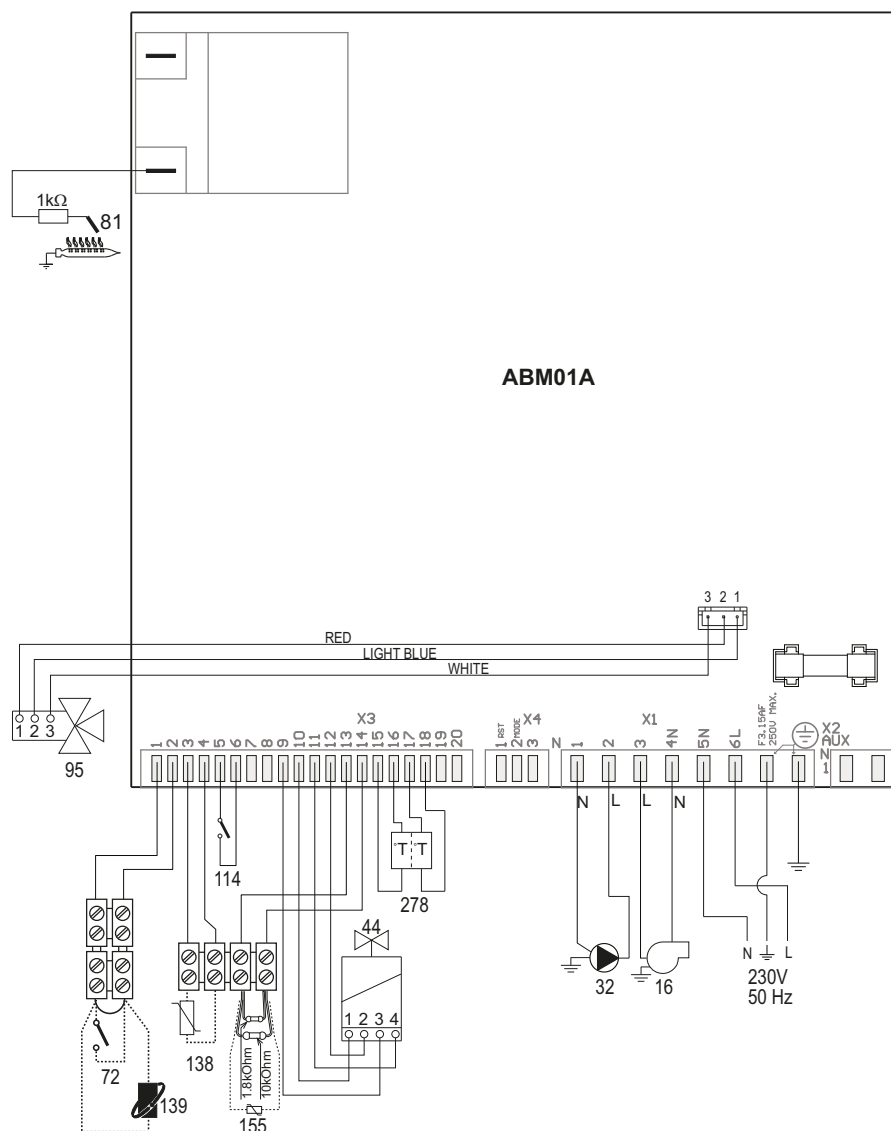 1kΩ
81
ABM01A
3 2 1
RED
LIGHT BLUE
WHITE
1 2 3
95
X3
1 2 3 4 5 6 7 8 9 10 11 12 13 14 15 16 17 18 19 20
X4
1 RST
2 MODE
3
N
X1
1 2 3 4N 5N 6L
F3.15AF
250V MAX.
X2
AUX
N
1
N L L N
°T °T
114
278
44
1 2 3 4
32
16
N L
230V
50 Hz
72
139
138
1.8kOhm
10kOhm
155